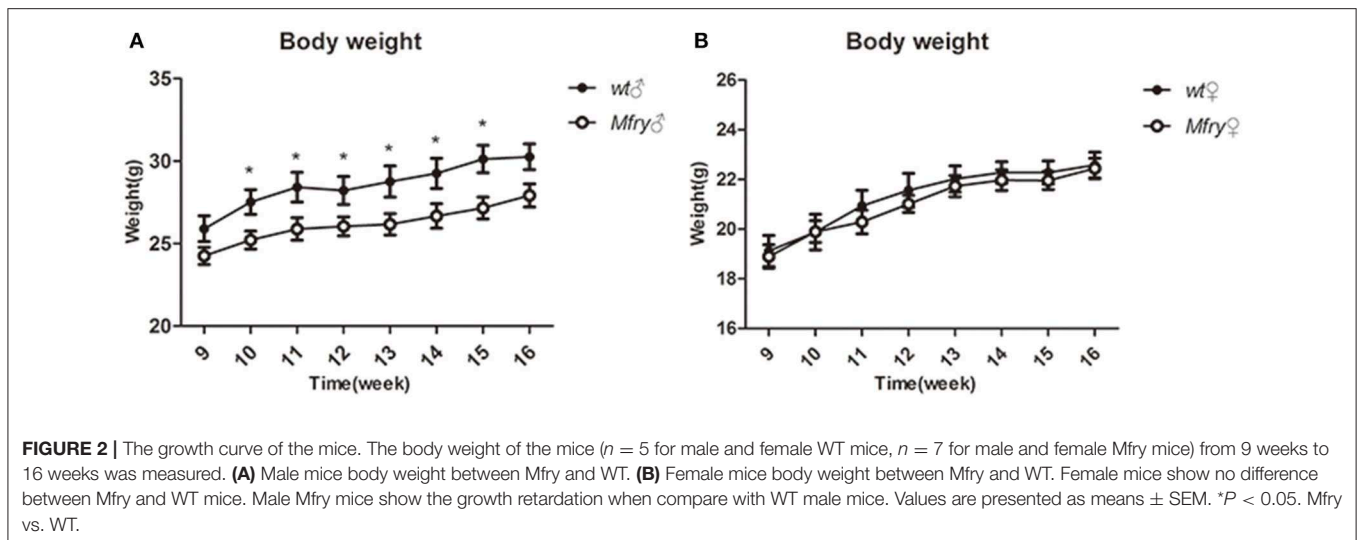 A
Body weight
Weight(g)
35
30
25
20
* * * * * *
9 10 11 12 13 14 15 16
Time(week)
wt♂
Mfry♂
B
Body weight
Weight(g)
26
24
22
20
18
16
9 10 11 12 13 14 15 16
Time(week)
wt♀
Mfry♀
FIGURE 2 | The growth curve of the mice. The body weight of the mice (n = 5 for male and female WT mice, n = 7 for male and female Mfry mice) from 9 weeks to
16 weeks was measured. (A) Male mice body weight between Mfry and WT. (B) Female mice body weight between Mfry and WT. Female mice show no difference
between Mfry and WT mice. Male Mfry mice show the growth retardation when compare with WT male mice. Values are presented as means ± SEM. *P < 0.05. Mfry
vs. WT.